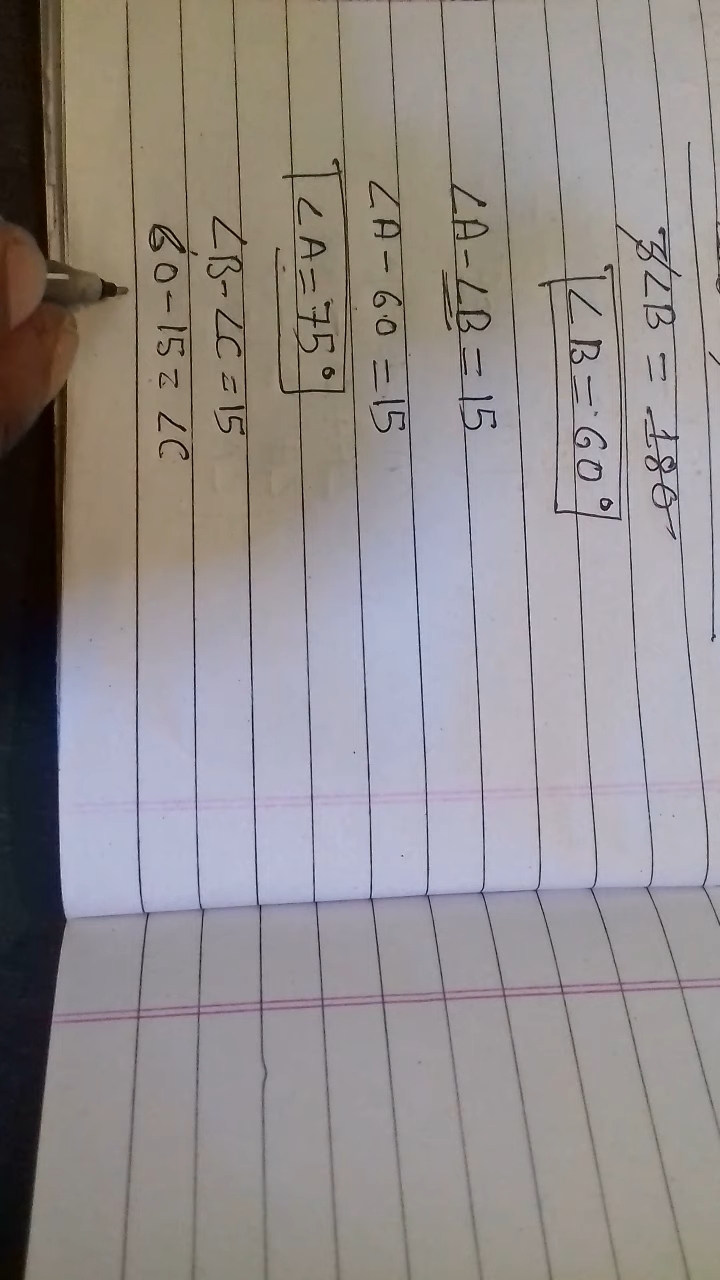 3∠B = 180
∠B = 60°
∠A - ∠B = 15
∠A - 60 = 15
∠A = 75°
∠B - ∠C = 15
60 - 15 = ∠C